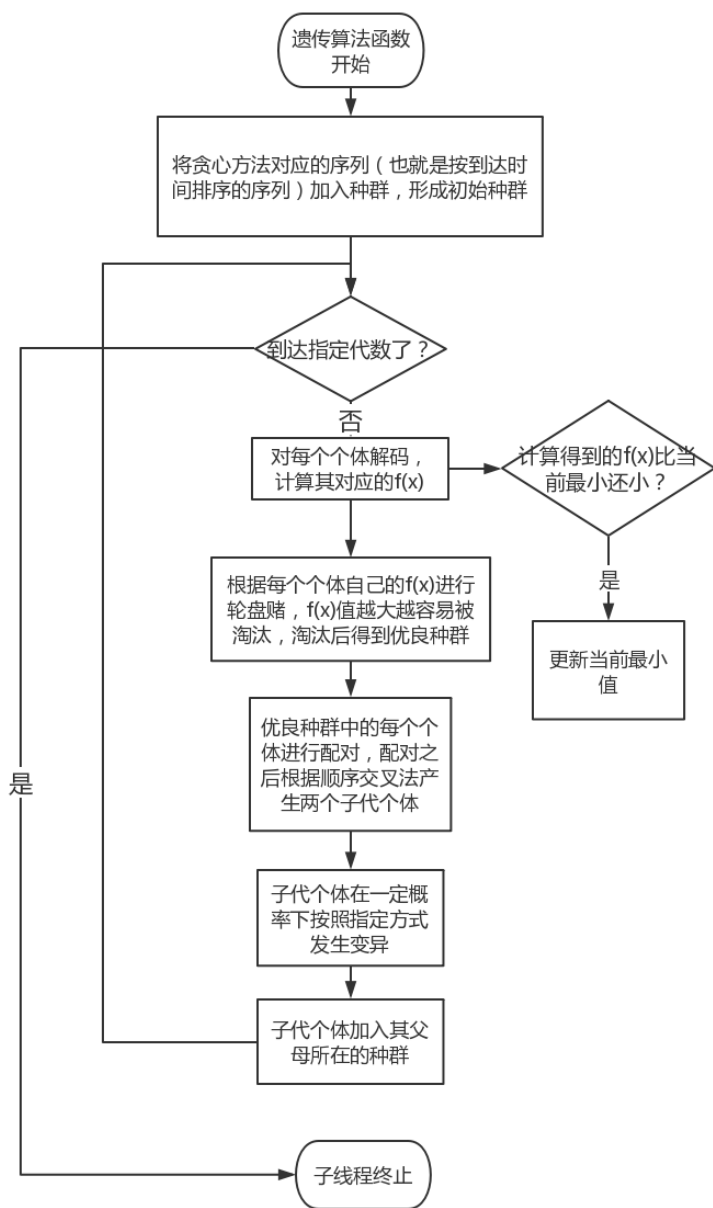 遗传算法函数
开始
将贪心方法对应的序列（也就是按到达时
间排序的序列）加入种群，形成初始种群
到达指定代数了？
否
对每个个体解码，
计算其对应的f(x)
计算得到的f(x)比当
前最小还小？
是
根据每个个体自己的f(x)进行
轮盘赌，f(x)值越大越容易被
淘汰，淘汰后得到优良种群
更新当前最小
值
优良种群中的每个个
体进行配对，配对之
后根据顺序交叉法产
生两个子代个体
是
子代个体在一定概
率下按照指定方式
发生变异
子代个体加入其父
母所在的种群
子线程终止